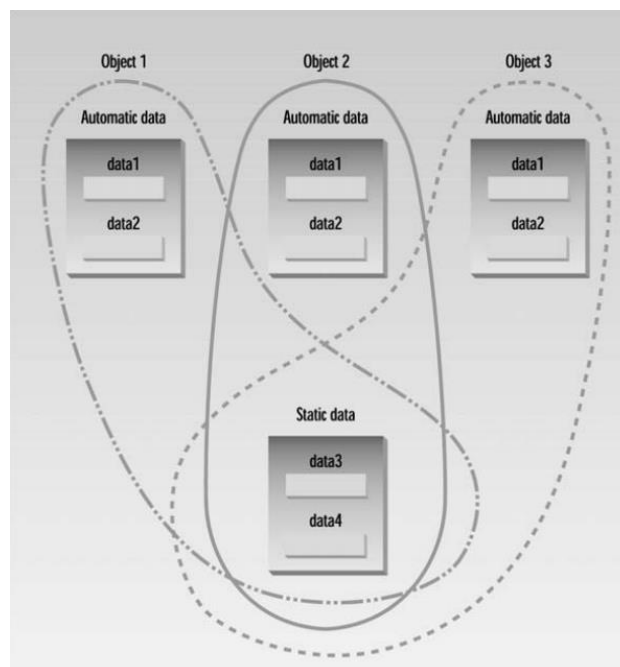 Object 1 Object 2 Object 3
Automatic data Automatic data Automatic data
data1 data1 data1
data2 data2 data2
Static data
data3
data4